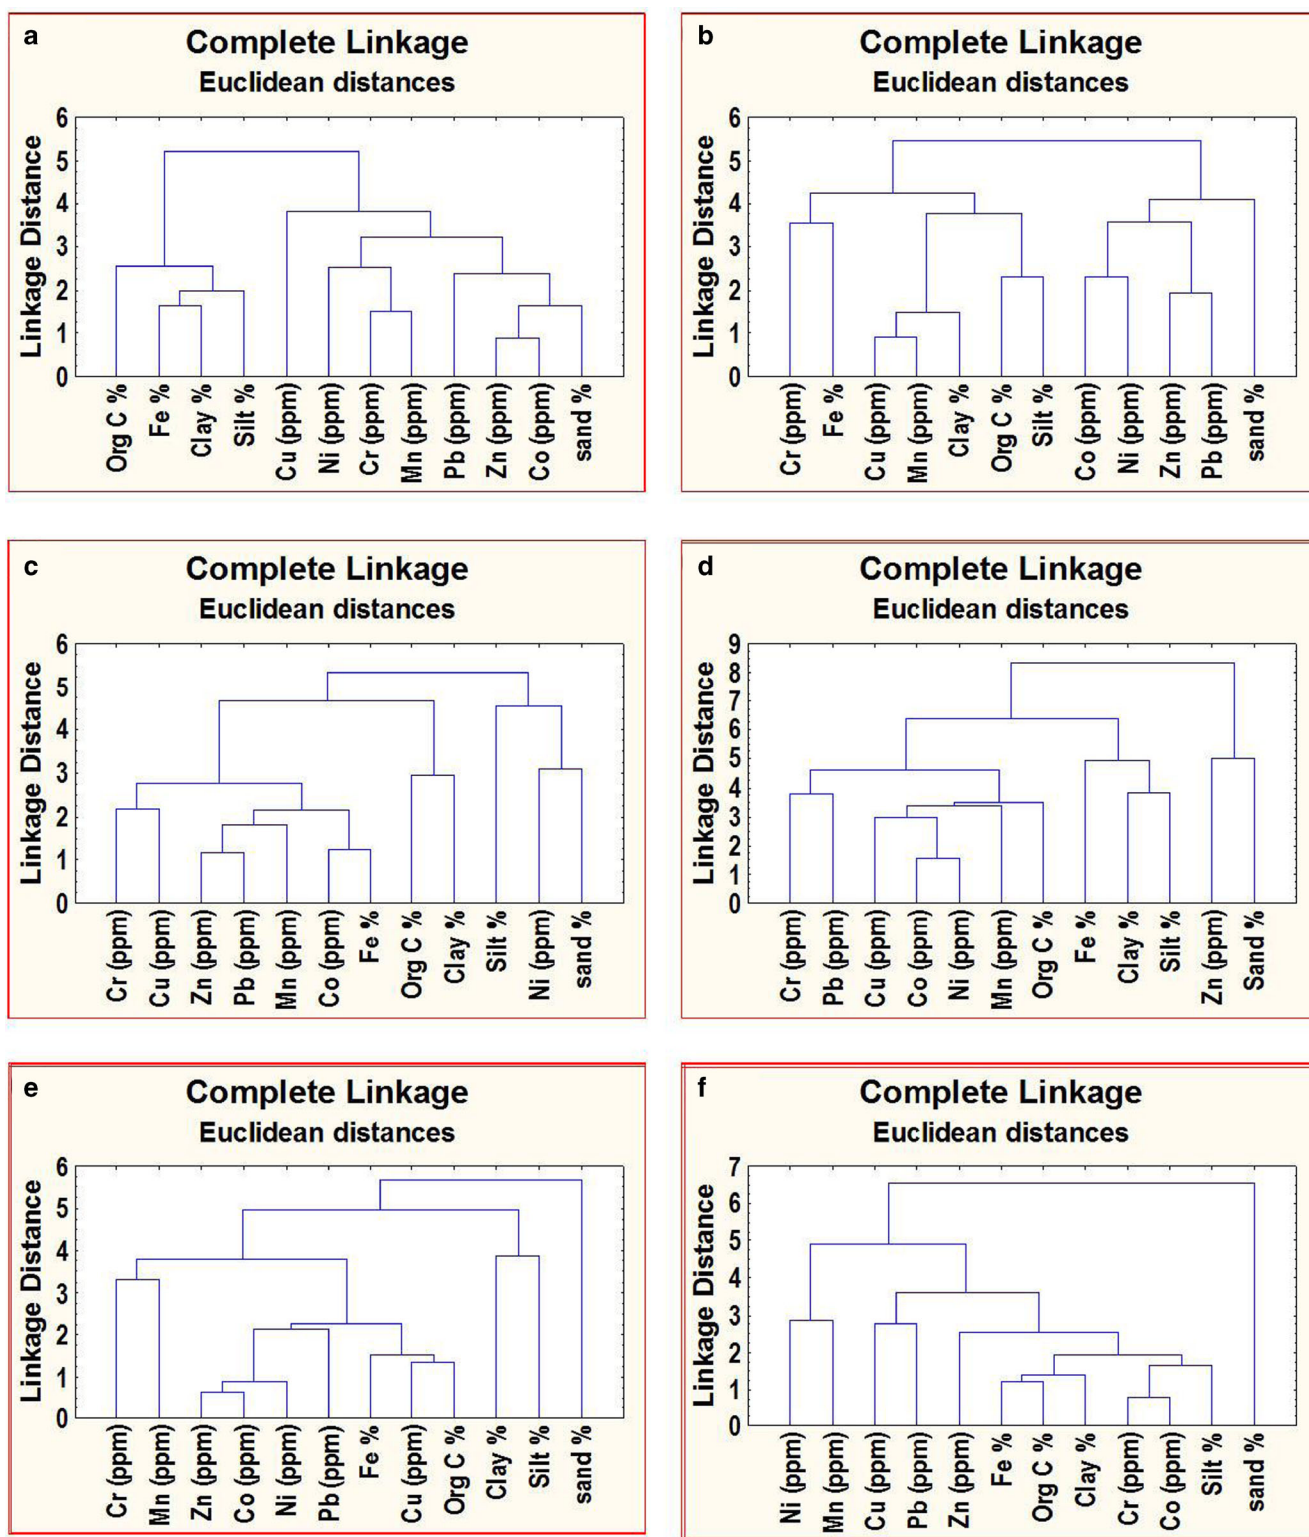 a
Complete Linkage
Euclidean distances
Linkage Distance
6
5
4
3
2
1
0
Org C %
Fe %
Clay %
Silt %
Cu (ppm)
Ni (ppm)
Cr (ppm)
Mn (ppm)
Pb (ppm)
Zn (ppm)
Co (ppm)
sand %
b
Complete Linkage
Euclidean distances
Linkage Distance
6
5
4
3
2
1
0
Cr (ppm)
Fe %
Cu (ppm)
Mn (ppm)
Clay %
Org C %
Silt %
Co (ppm)
Ni (ppm)
Zn (ppm)
Pb (ppm)
sand %
c
Complete Linkage
Euclidean distances
Linkage Distance
6
5
4
3
2
1
0
Cr (ppm)
Cu (ppm)
Zn (ppm)
Pb (ppm)
Mn (ppm)
Co (ppm)
Fe %
Org C %
Clay %
Silt %
Ni (ppm)
sand %
d
Complete Linkage
Euclidean distances
Linkage Distance
9
8
7
6
5
4
3
2
1
0
Cr (ppm)
Pb (ppm)
Cu (ppm)
Co (ppm)
Ni (ppm)
Mn (ppm)
Org C %
Fe %
Clay %
Silt %
Zn (ppm)
Sand %
e
Complete Linkage
Euclidean distances
Linkage Distance
6
5
4
3
2
1
0
Cr (ppm)
Mn (ppm)
Zn (ppm)
Co (ppm)
Ni (ppm)
Pb (ppm)
Fe %
Cu (ppm)
Org C %
Clay %
Silt %
sand %
f
Complete Linkage
Euclidean distances
Linkage Distance
7
6
5
4
3
2
1
0
Ni (ppm)
Mn (ppm)
Cu (ppm)
Pb (ppm)
Zn (ppm)
Fe %
Org C %
Clay %
Cr (ppm)
Co (ppm)
Silt %
sand %